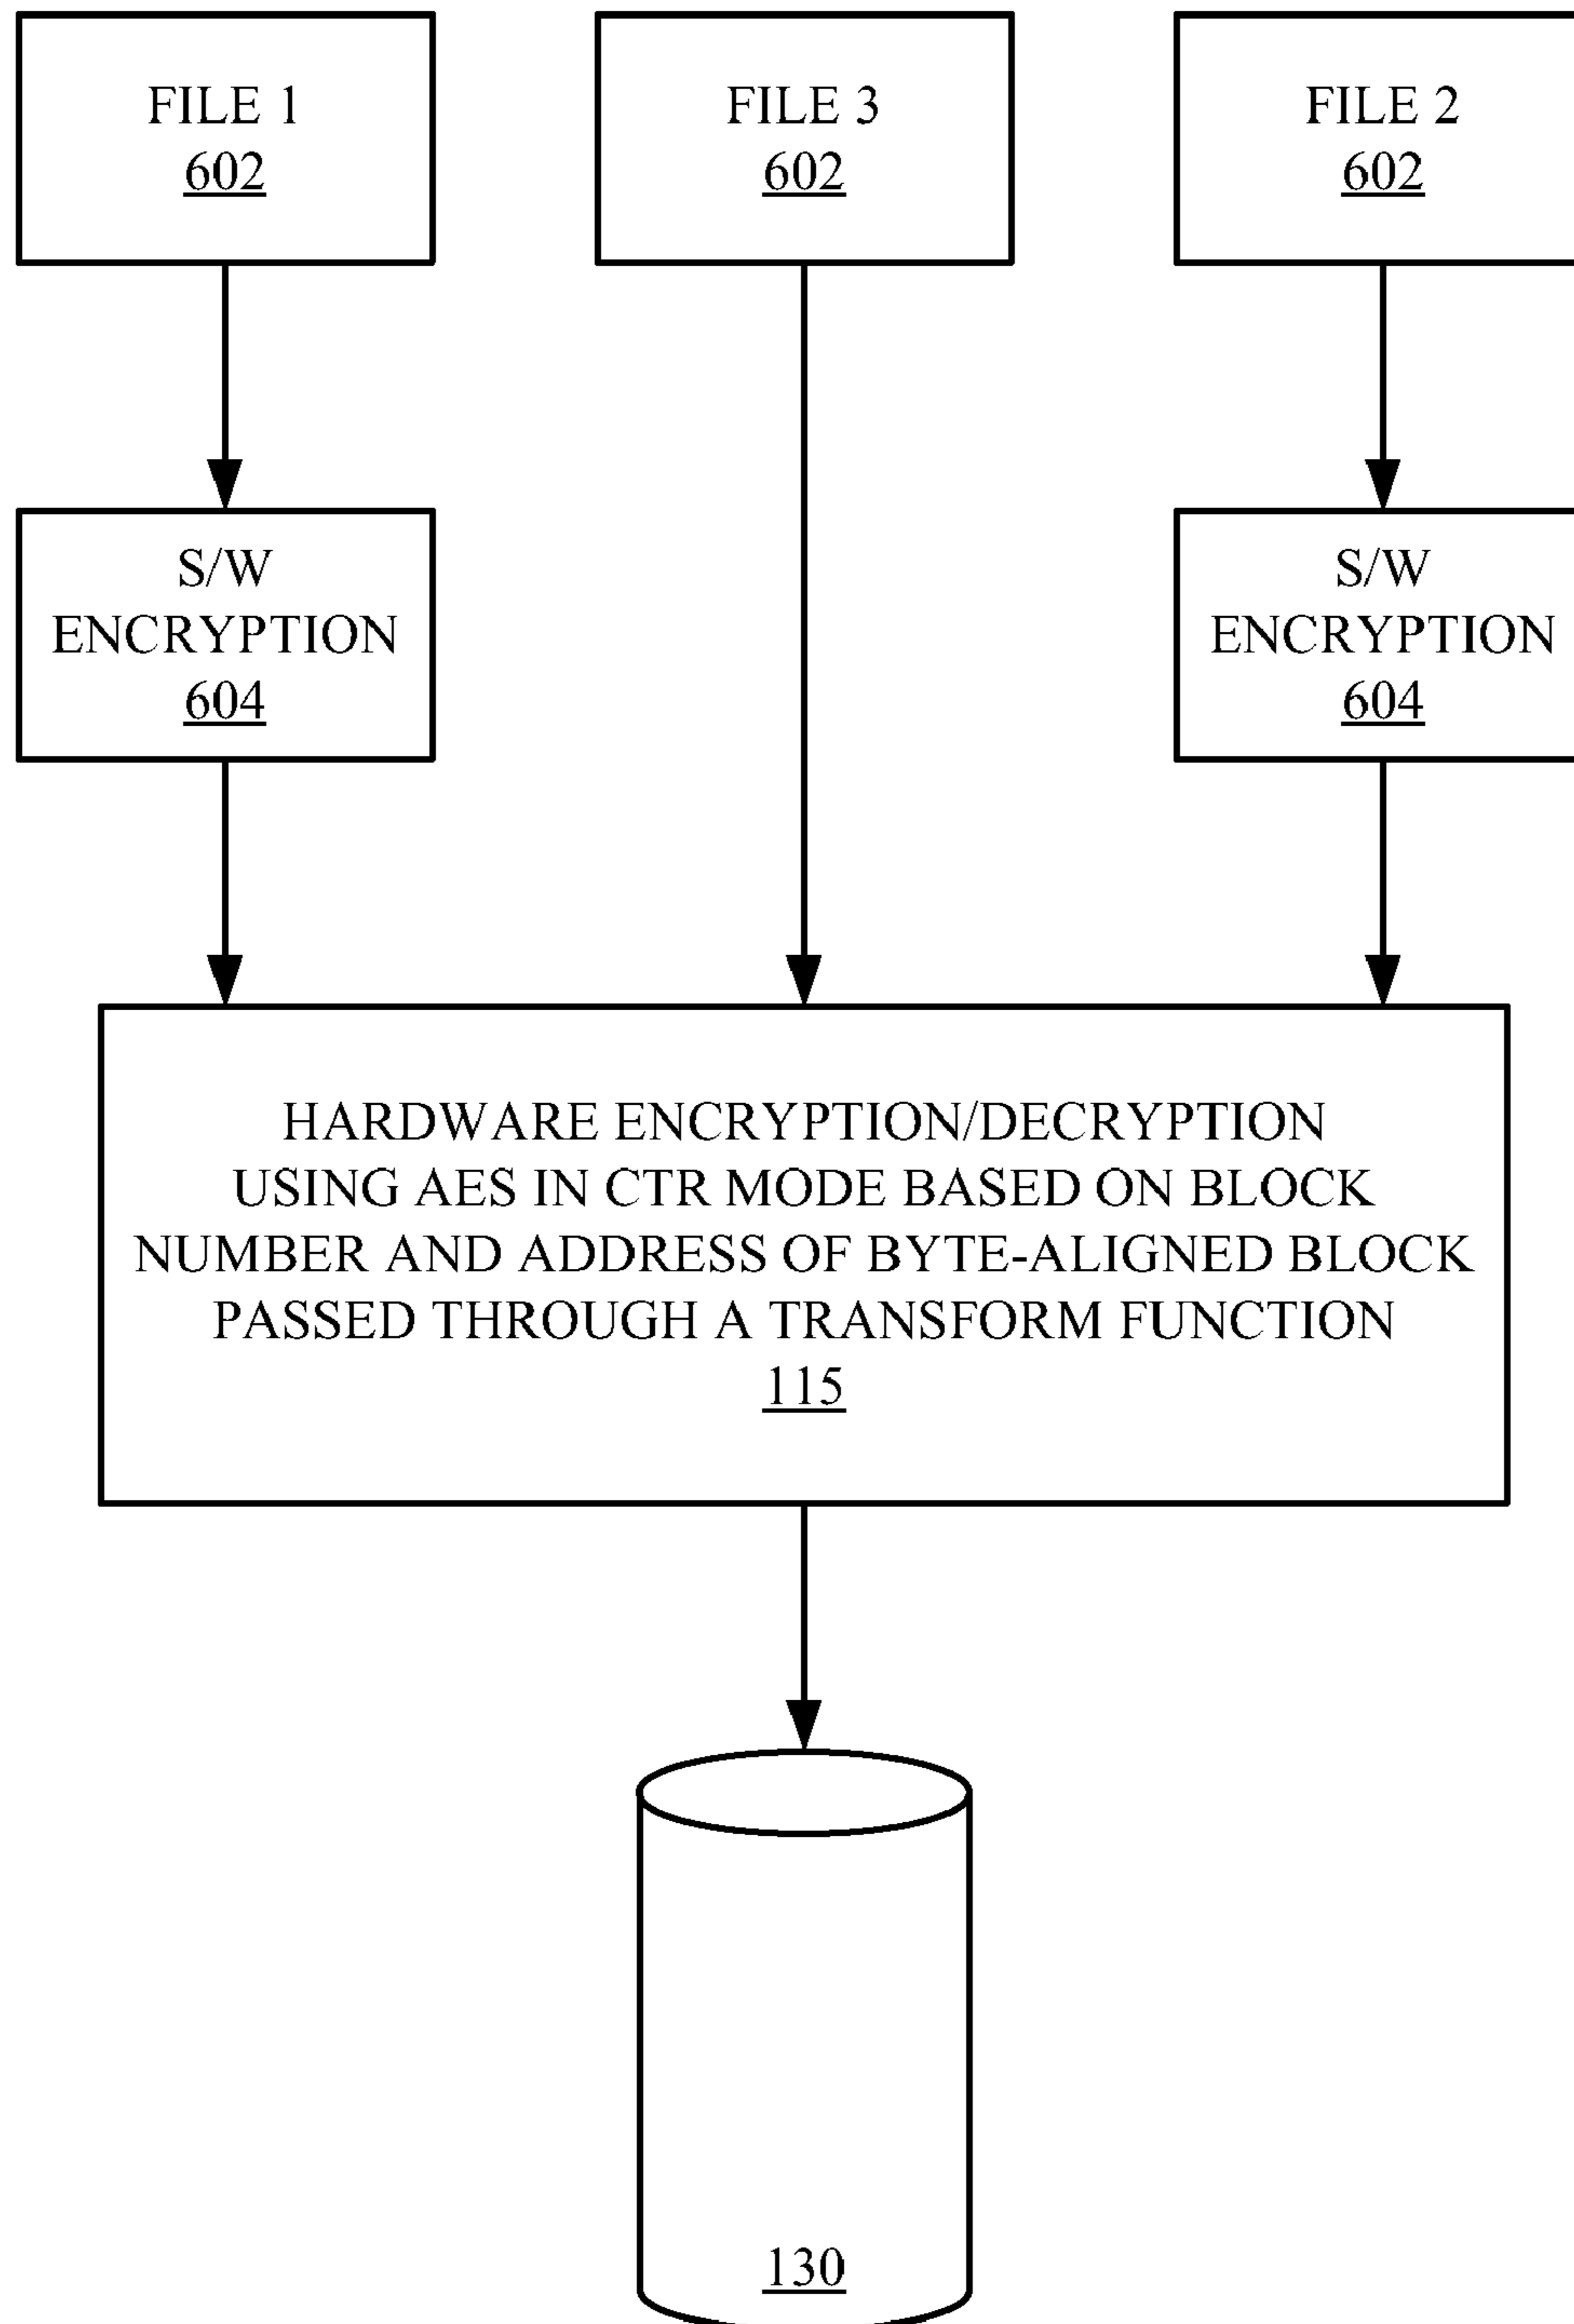 FILE 1
602
FILE 3
602
FILE 2
602
S/W
ENCRYPTION
604
S/W
ENCRYPTION
604
HARDWARE ENCRYPTION/DECRYPTION
USING AES IN CTR MODE BASED ON BLOCK
NUMBER AND ADDRESS OF BYTE-ALIGNED BLOCK
PASSED THROUGH A TRANSFORM FUNCTION
115
130